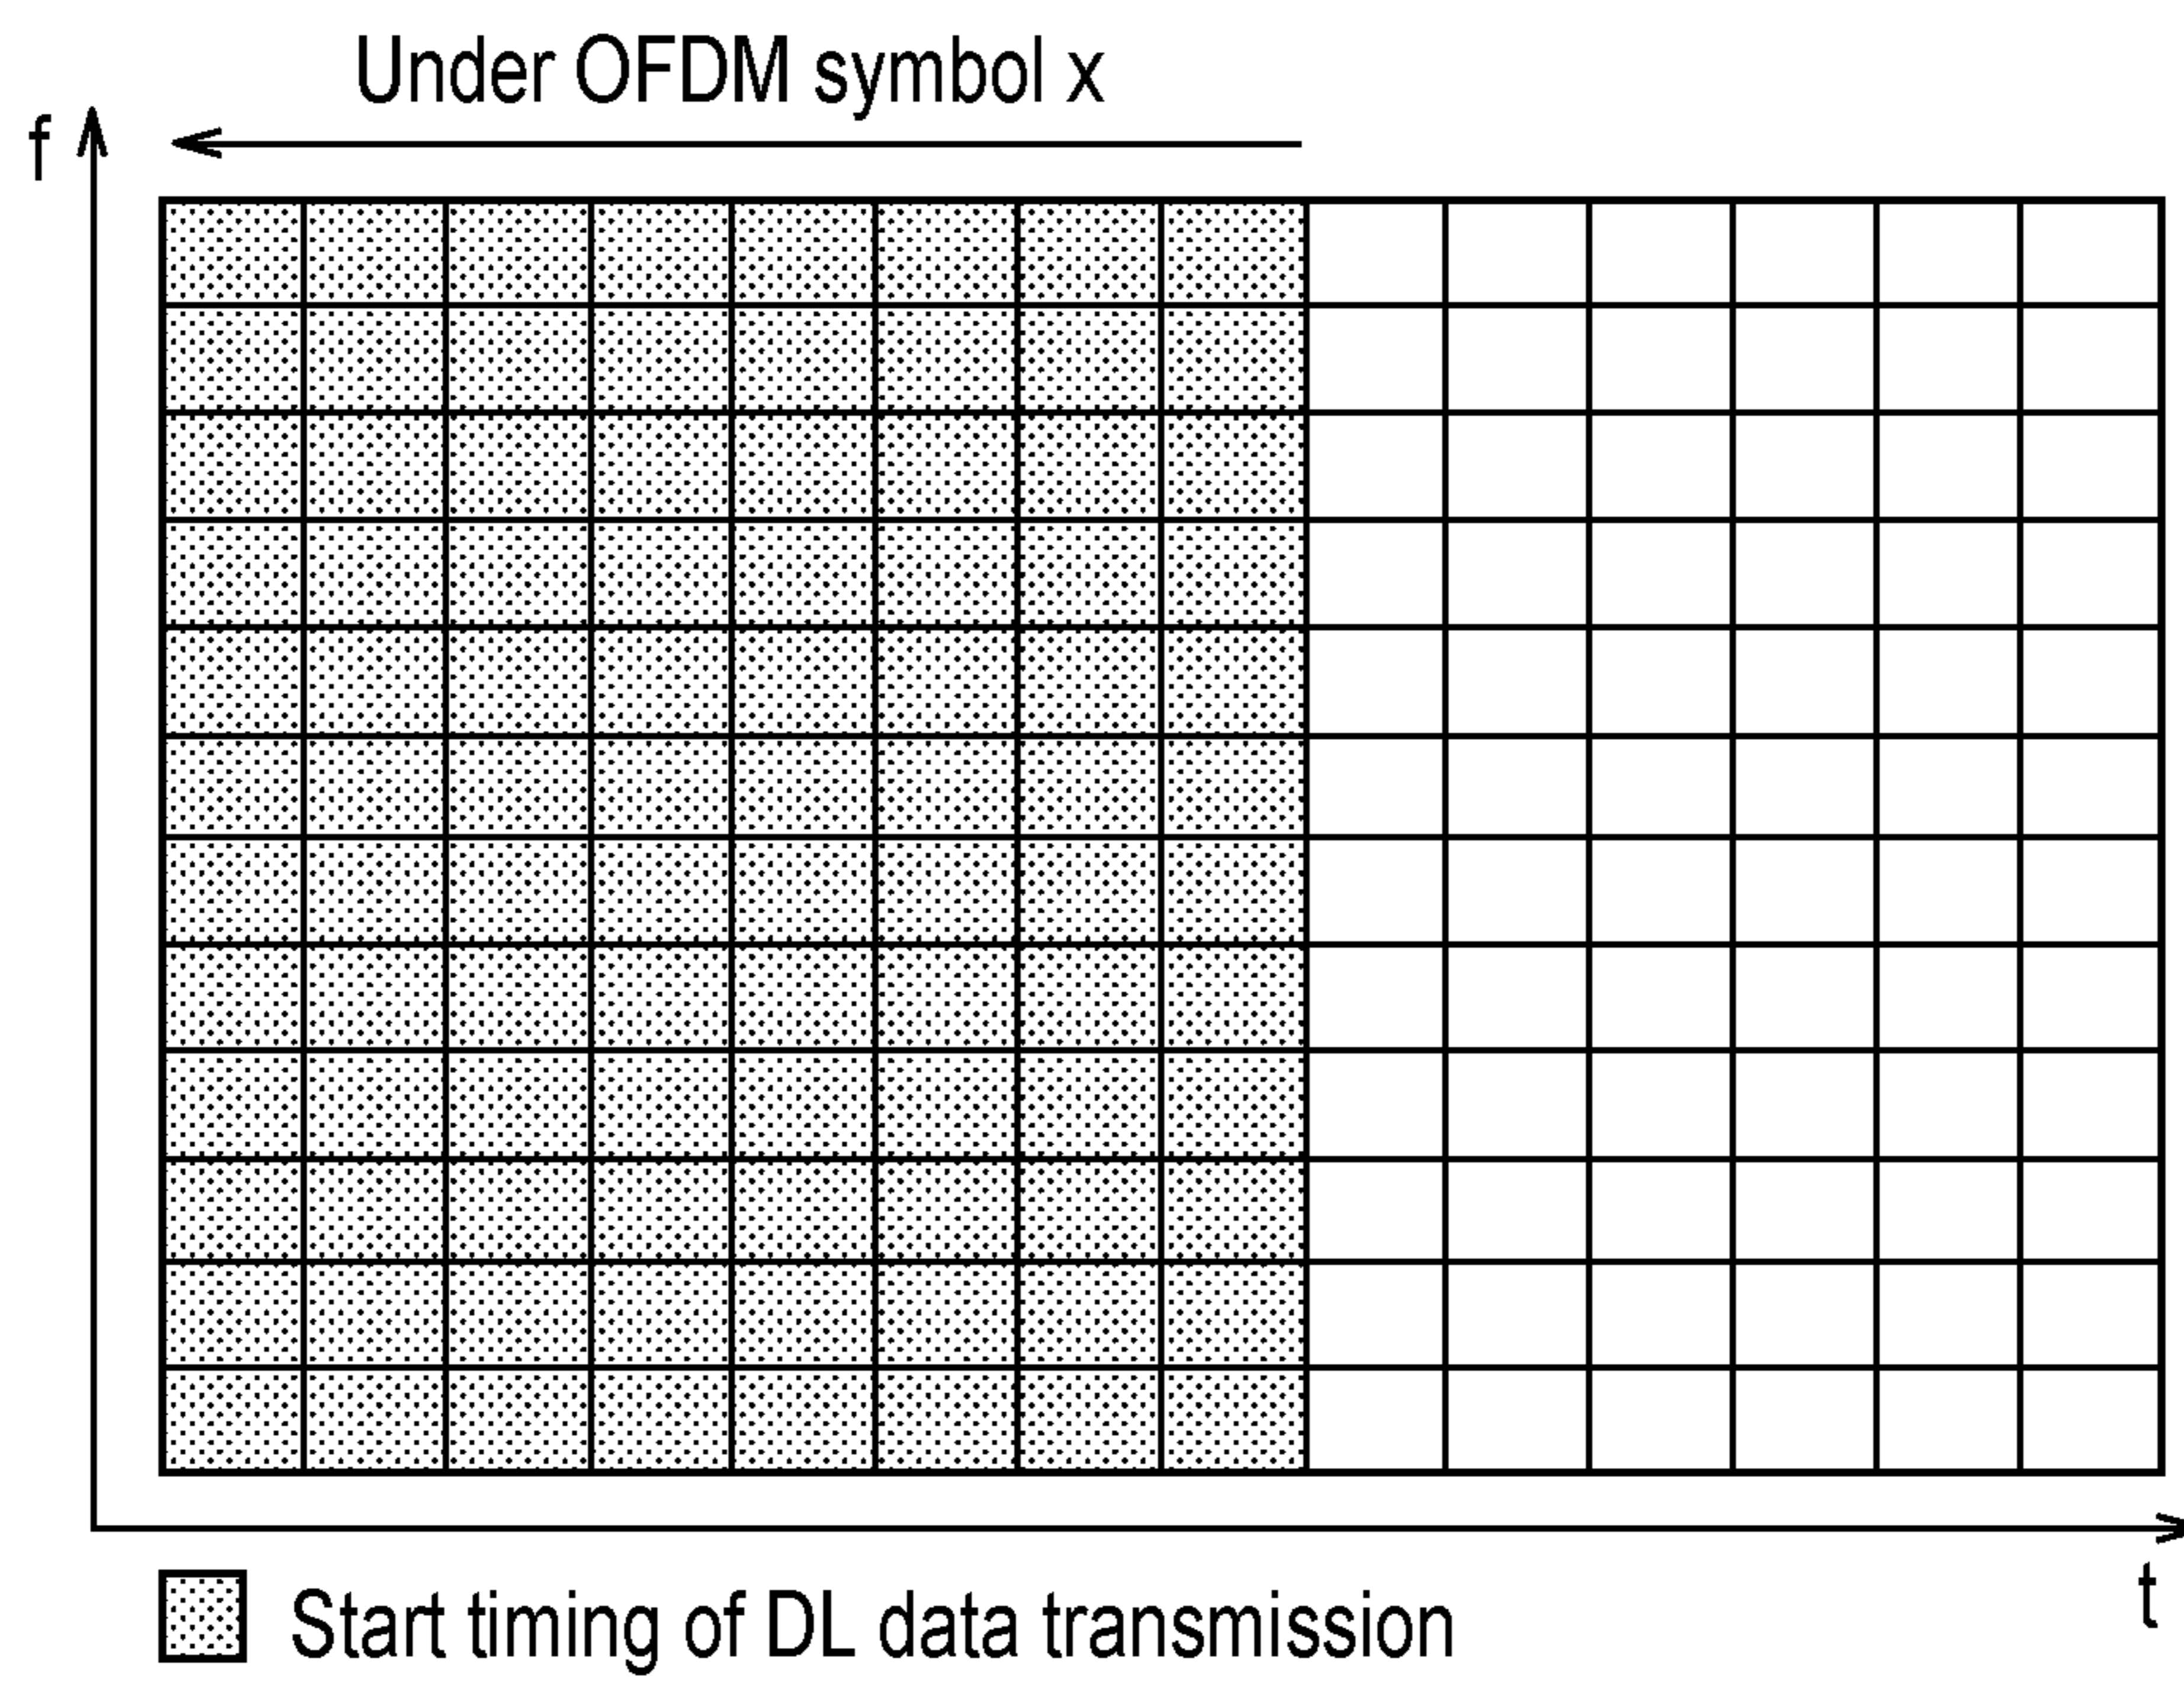 Under OFDM symbol x
f
t
Start timing of DL data transmission